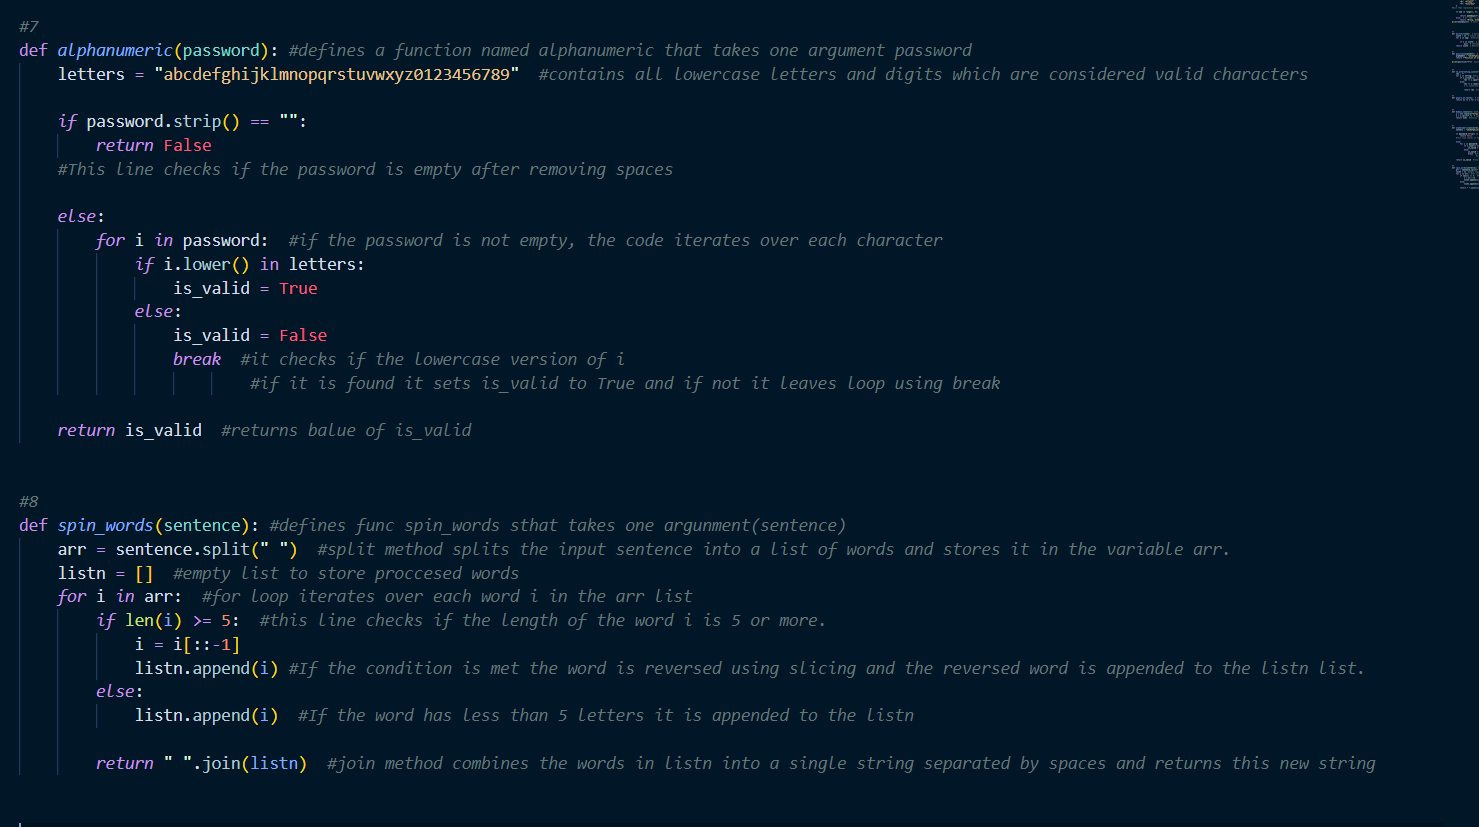 #7
def alphanumeric(password): #defines a function named alphanumeric that takes one argument password
    letters = "abcdefghijklmnopqrstuvwxyz0123456789"  #contains all lowercase letters and digits which are considered valid characters

    if password.strip() == "":
        return False
    #This line checks if the password is empty after removing spaces

    else:
        for i in password:  #if the password is not empty, the code iterates over each character
            if i.lower() in letters:
                is_valid = True
            else:
                is_valid = False
                break  #it checks if the lowercase version of i
                        #if it is found it sets is_valid to True and if not it leaves loop using break

    return is_valid  #returns balue of is_valid


#8
def spin_words(sentence): #defines func spin_words sthat takes one argunment(sentence)
    arr = sentence.split(" ")  #split method splits the input sentence into a list of words and stores it in the variable arr.
    listn = []  #empty list to store proccesed words
    for i in arr:  #for loop iterates over each word i in the arr list
        if len(i) >= 5:  #this line checks if the length of the word i is 5 or more.
            i = i[::-1]
            listn.append(i) #If the condition is met the word is reversed using slicing and the reversed word is appended to the listn list.
        else:
            listn.append(i)  #If the word has less than 5 letters it is appended to the listn

        return " ".join(listn)  #join method combines the words in listn into a single string separated by spaces and returns this new string